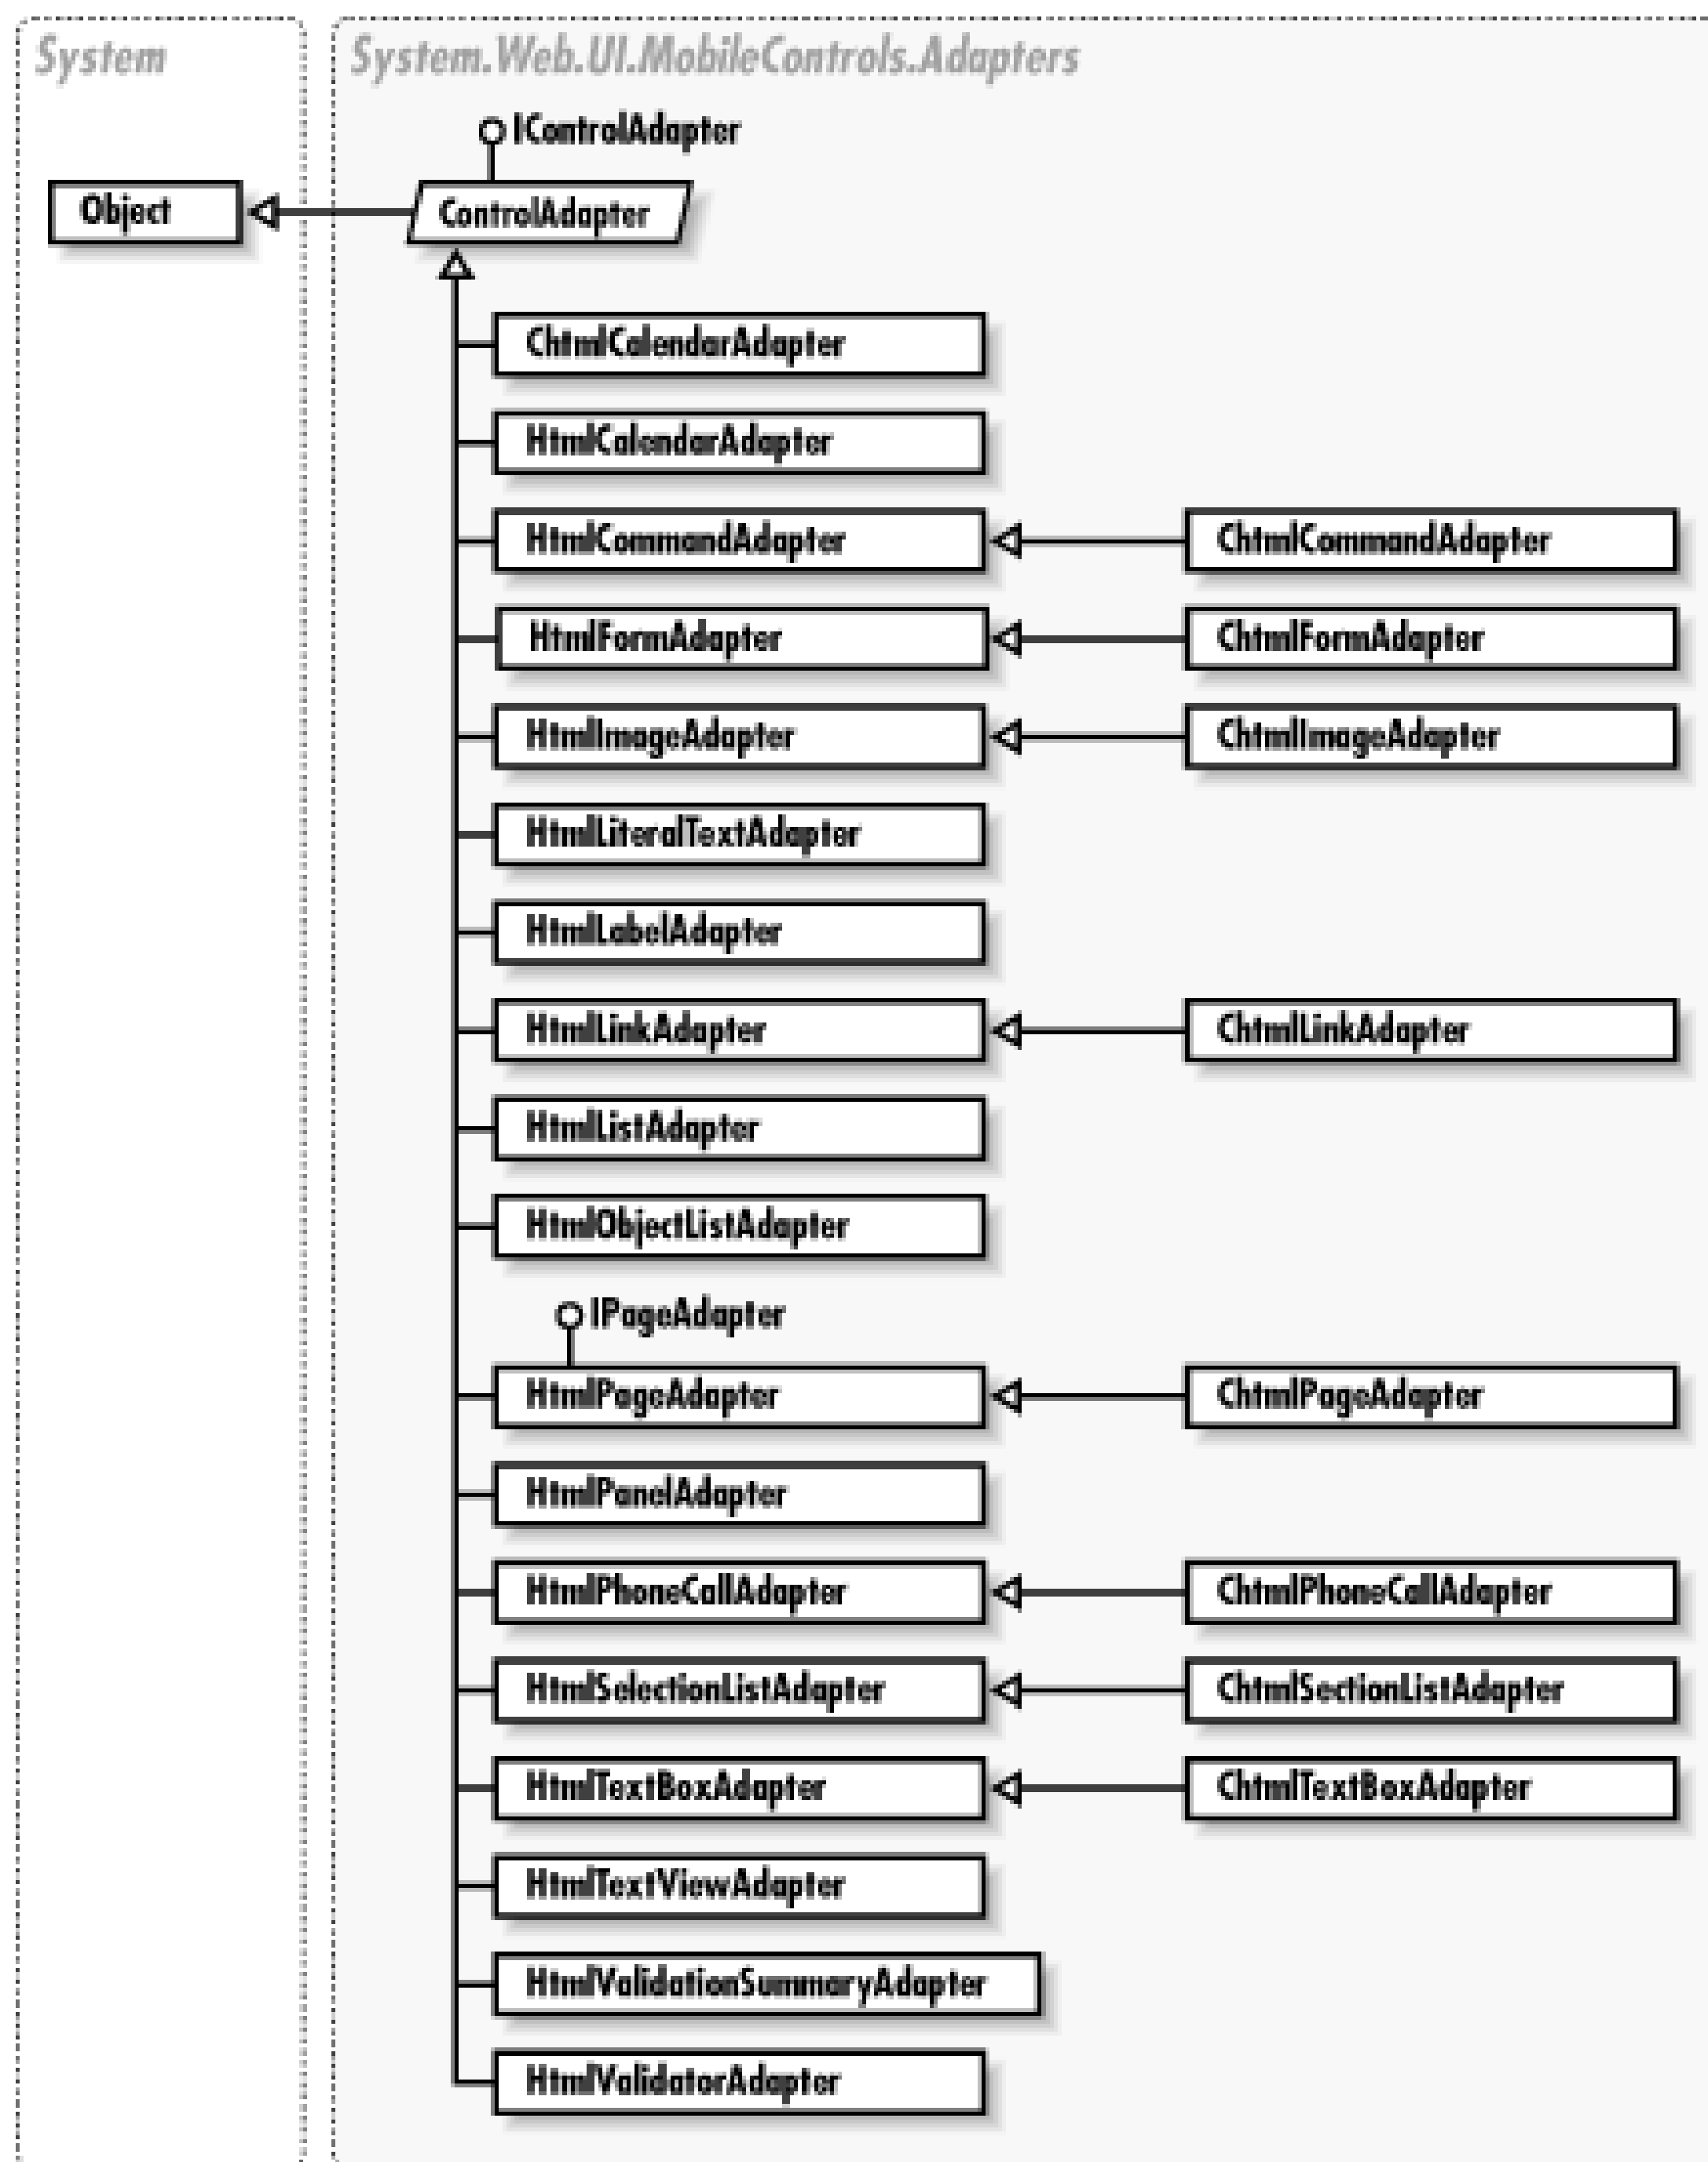 System
System.Web.UI.MobileControls.Adapters
IControlAdapter
Object
ControlAdapter
ChtmlCalendarAdapter
HtmlCalendarAdapter
HtmlCommandAdapter
ChtmlCommandAdapter
HtmlFormAdapter
ChtmlFormAdapter
HtmlImageAdapter
ChtmlImageAdapter
HtmlLiteralTextAdapter
HtmlLabelAdapter
HtmlLinkAdapter
ChtmlLinkAdapter
HtmlListAdapter
HtmlObjectListAdapter
IPageAdapter
HtmlPageAdapter
ChtmlPageAdapter
HtmlPanelAdapter
HtmlPhoneCallAdapter
ChtmlPhoneCallAdapter
HtmlSelectionListAdapter
ChtmlSectionListAdapter
HtmlTextBoxAdapter
ChtmlTextBoxAdapter
HtmlTextViewAdapter
HtmlValidationSummaryAdapter
HtmlValidatorAdapter